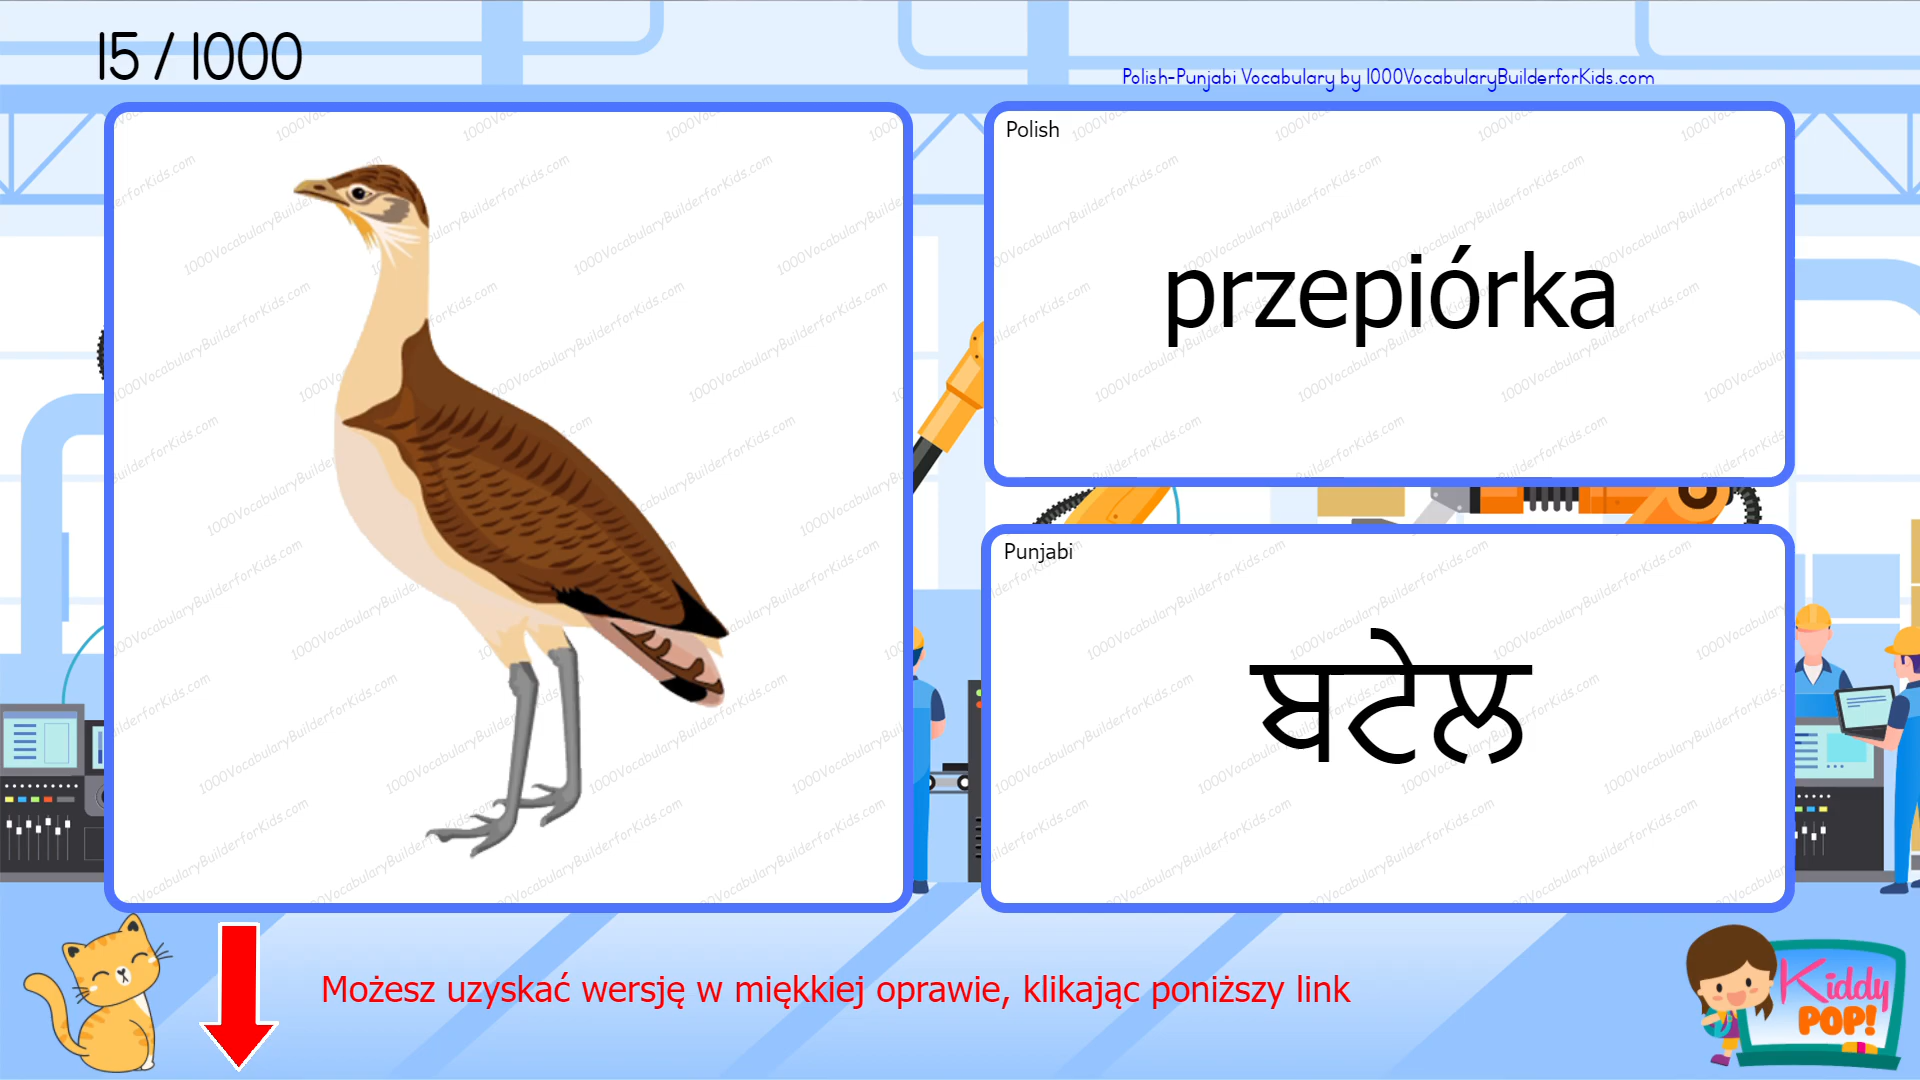 15 / 1000
Polish-Punjabi Vocabulary by 1000VocabularyBuilderforKids.com
Polish
przepiórka
Punjabi
ਬਟੇਲ
Możesz uzyskać wersję w miękkiej oprawie, klikając poniższy link
Kiddy
POP!